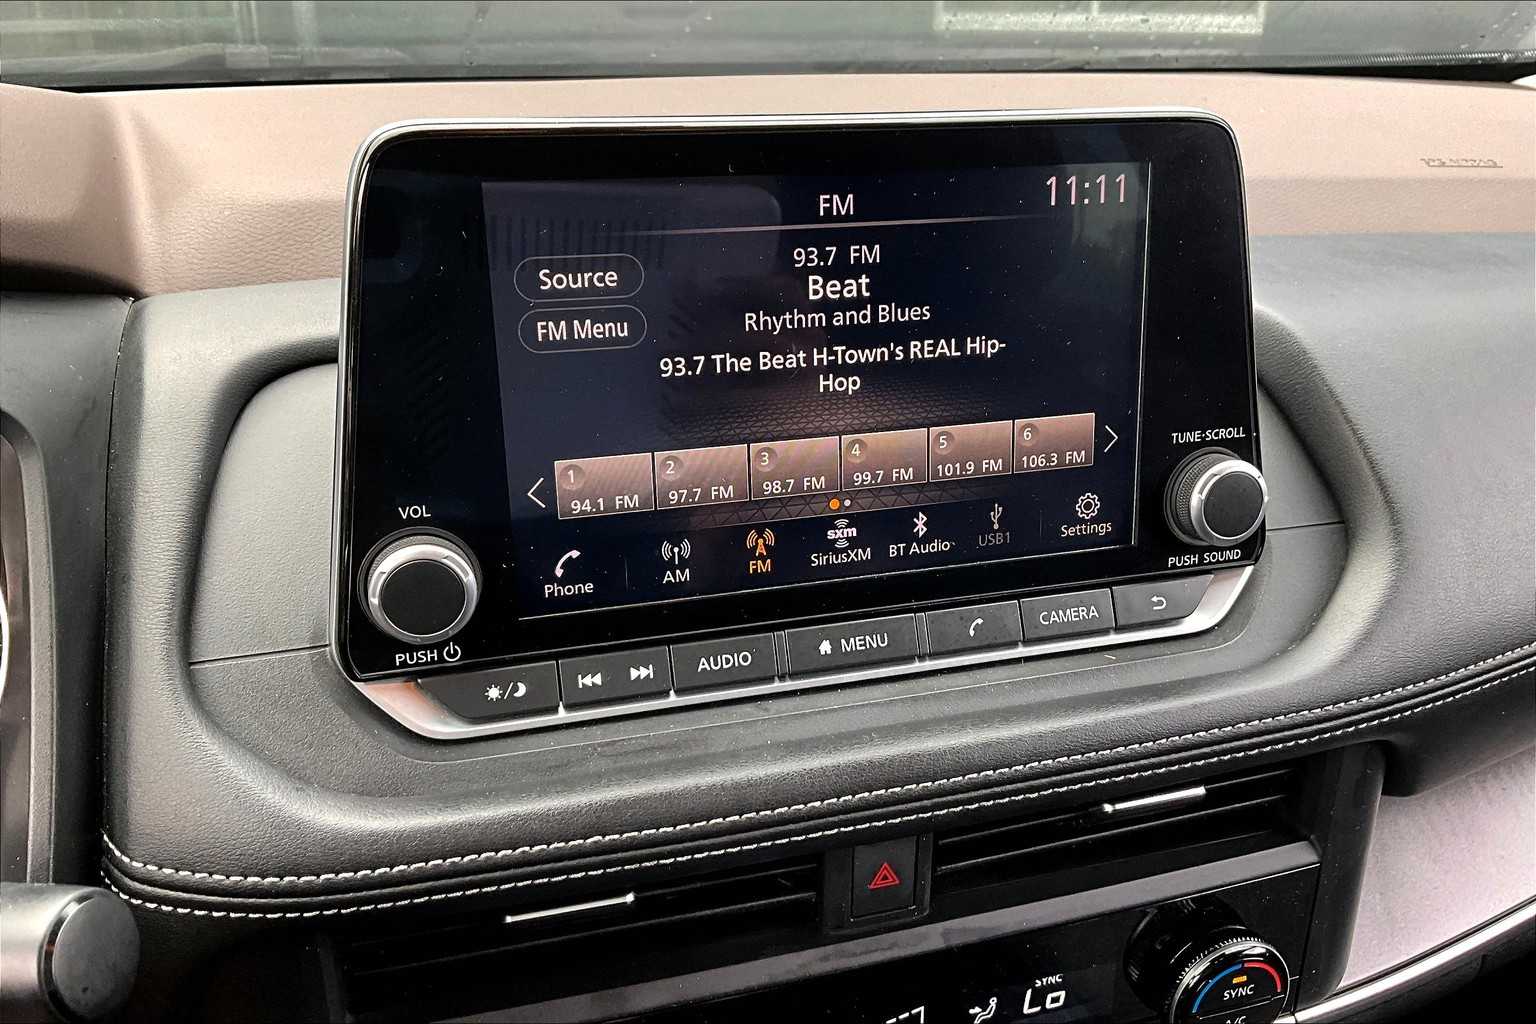 FM
11:11
93.7 FM
Source
Beat
Rhythm and Blues
FM Menu
93.7 The Beat H-Town's REAL Hip-
Hop
1
94.1 FM
2
97.7 FM
3
98.7 FM
4
99.7 FM
5
101.9 FM
6
106.3 FM
TUNE·SCROLL
VOL
Phone
AM
FM
sxm
SiriusXM
BT Audio
USB1
Settings
PUSH SOUND
PUSH
AUDIO
MENU
CAMERA
SYNC
Lo
SYNC
A/C